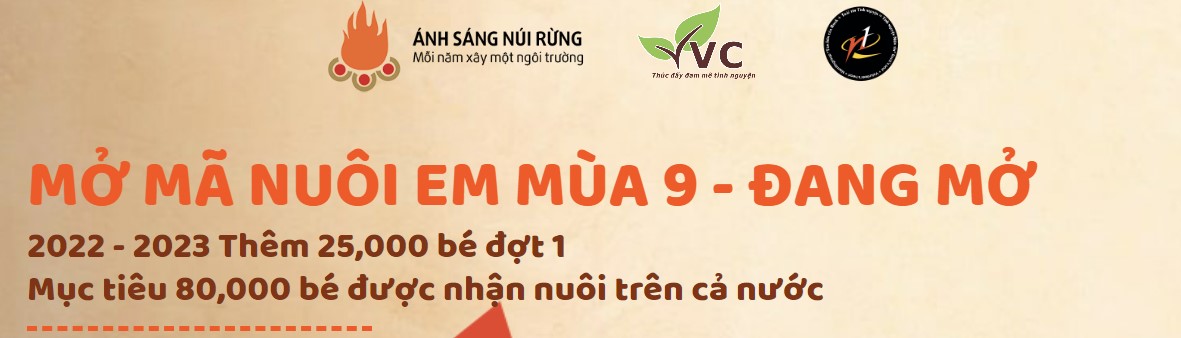 ÁNH SÁNG NÚI RỪNG
Mỗi năm xây một ngôi trường
VVC
Thúc đẩy đam mê tình nguyện
MỞ MÃ NUÔI EM MÙA 9 - ĐANG MỞ
2022 - 2023 Thêm 25,000 bé đợt 1
Mục tiêu 80,000 bé được nhận nuôi trên cả nước